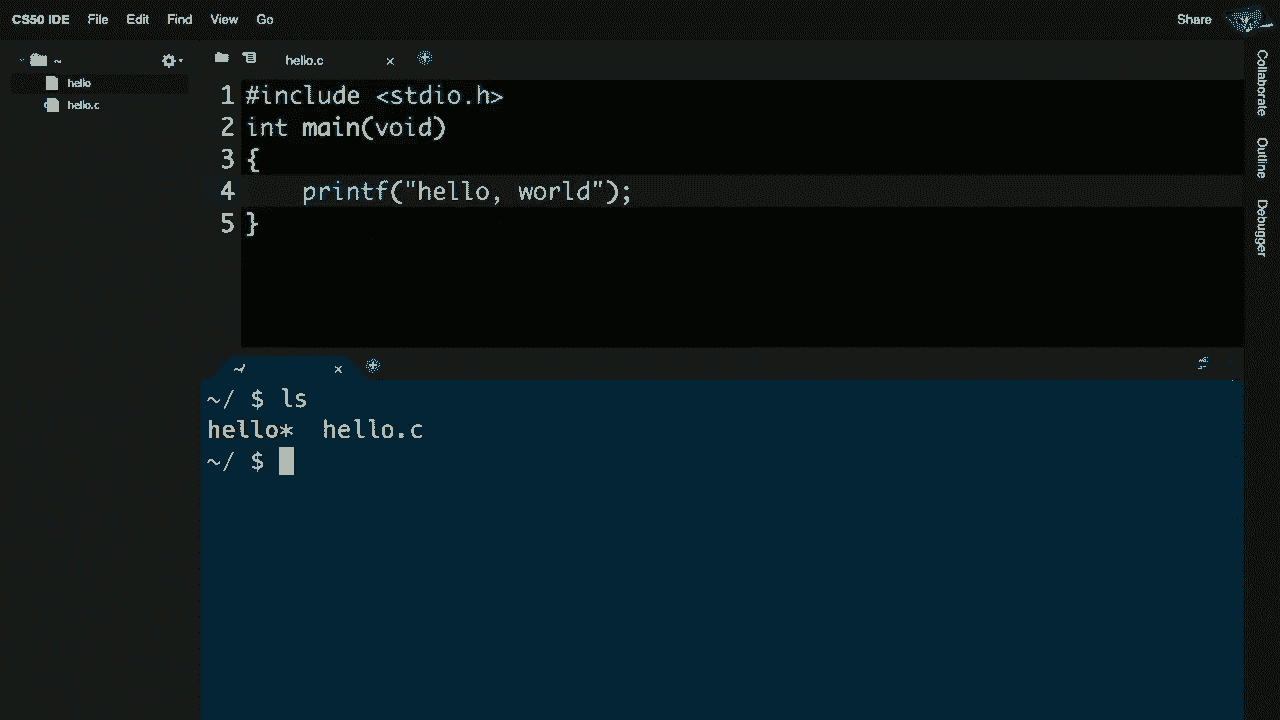 CS50 IDE File Edit Find View Go Share
~
hello
hello.c
hello.c ×
1 #include <stdio.h>
2 int main(void)
3 {
4     printf("hello, world");
5 }
Collaborate
Outline
Debugger
~ ×
~/ $ ls
hello*  hello.c
~/ $